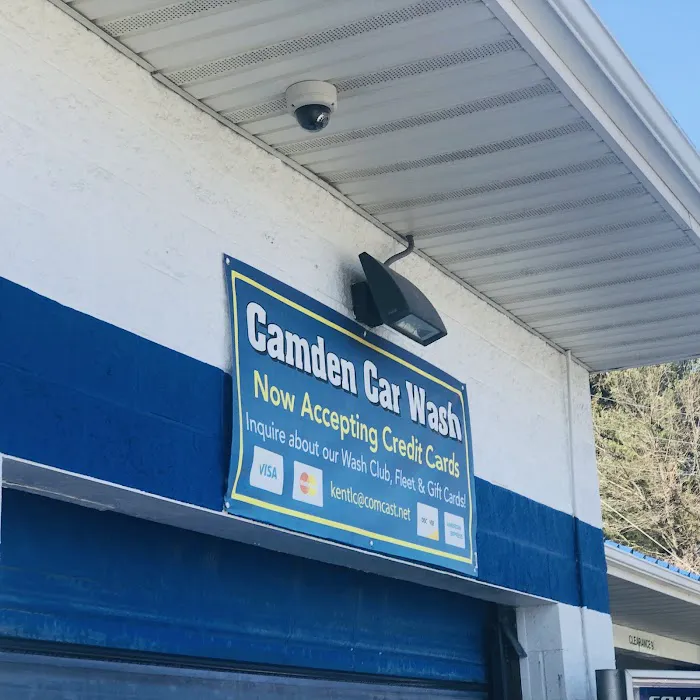 Camden Car Wash
Now Accepting Credit Cards
Inquire about our Wash Club, Fleet & Gift Cards!
VISA
kentlc@comcast.net
CLEARANCE